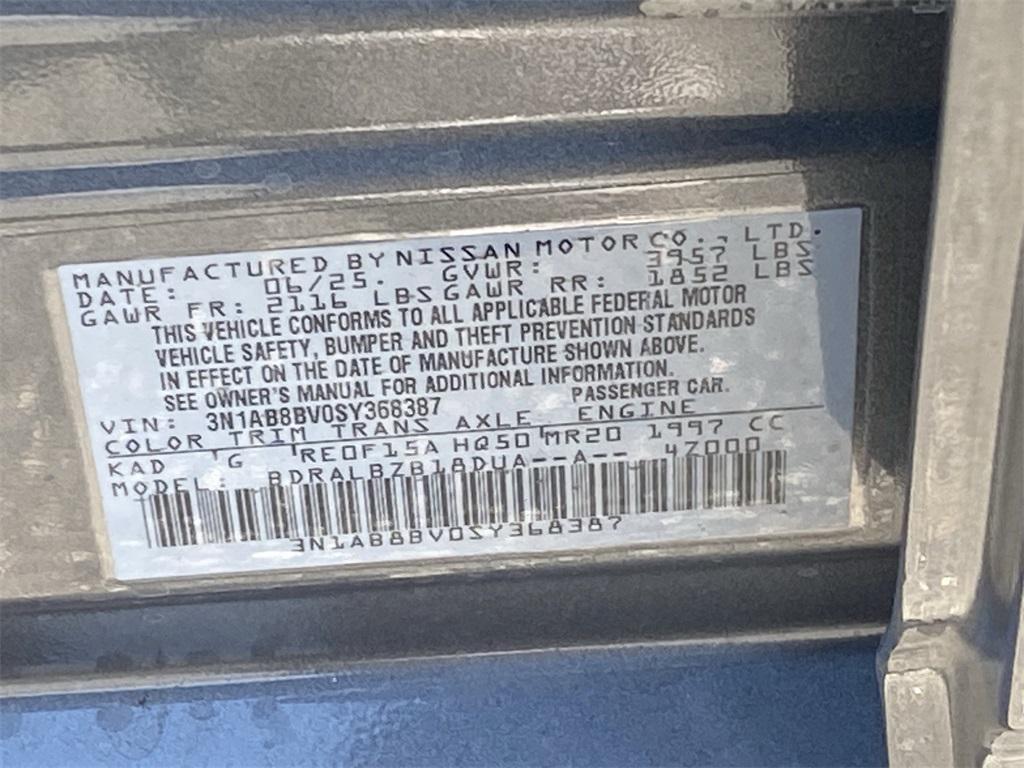 MANUFACTURED BY NISSAN MOTOR CO., LTD.
DATE: 06/25. GVWR: 3957 LBS
GAWR FR: 2116 LBS GAWR RR: 1852 LBS
THIS VEHICLE CONFORMS TO ALL APPLICABLE FEDERAL MOTOR
VEHICLE SAFETY, BUMPER AND THEFT PREVENTION STANDARDS
IN EFFECT ON THE DATE OF MANUFACTURE SHOWN ABOVE.
SEE OWNER'S MANUAL FOR ADDITIONAL INFORMATION.
VIN: 3N1AB8BV0SY368387 PASSENGER CAR.
COLOR TRIM TRANS AXLE ENGINE
KAD G RE0F15A HQ50 MR20 1997 CC
MODEL: BDRALBZB18DUA--A-- 47000
3N1AB8BV0SY368387